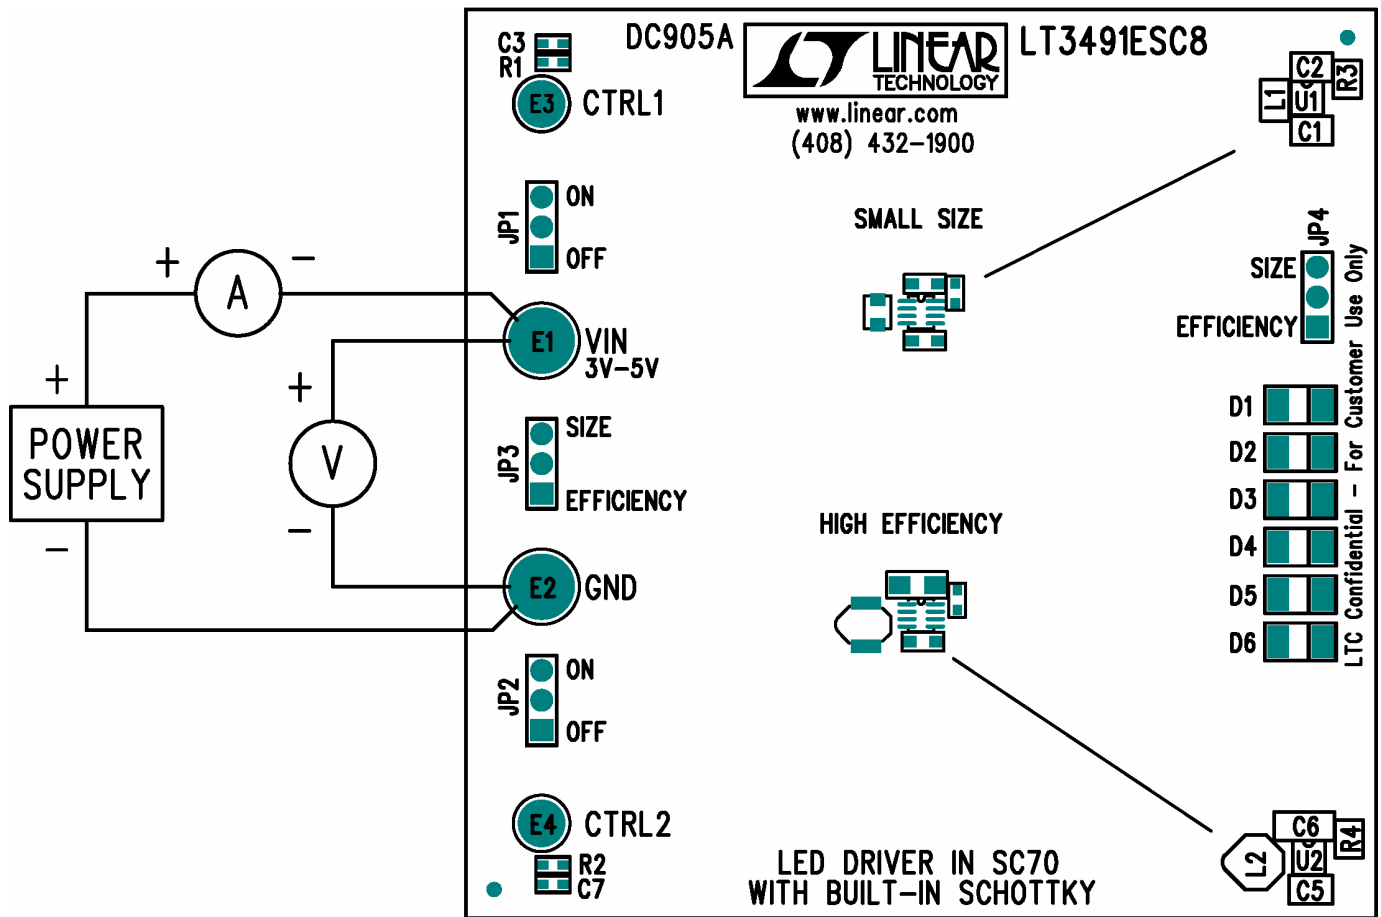 C3
R1
E3 CTRL1
DC905A
LINEAR
TECHNOLOGY
LT3491ESC8
www.linear.com
(408) 432-1900
C2
R3
L1
U1
C1
JP1
ON
OFF
SMALL SIZE
JP4
SIZE
EFFICIENCY
+
A
-
E1 VIN
3V-5V
+
POWER
SUPPLY
-
+
V
-
JP3
SIZE
EFFICIENCY
HIGH EFFICIENCY
E2 GND
D1
D2
D3
D4
D5
D6
LTC Confidential - For Customer Use Only
JP2
ON
OFF
E4 CTRL2
R2
C7
LED DRIVER IN SC70
WITH BUILT-IN SCHOTTKY
C6
R4
L2
U2
C5